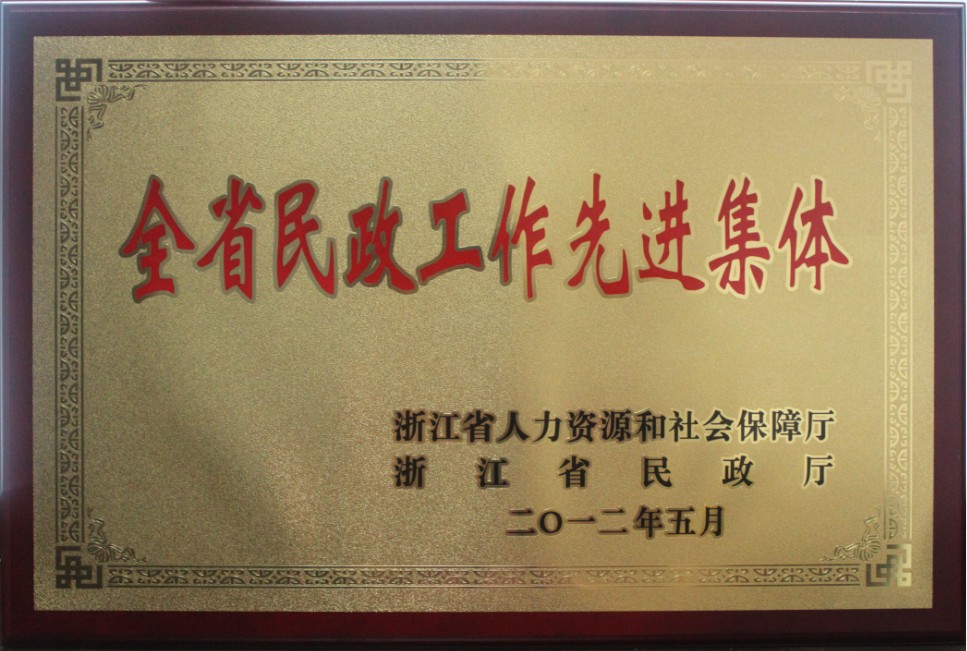 全省民政工作先进集体
浙江省人力资源和社会保障厅
浙江省民政厅
二〇一二年五月